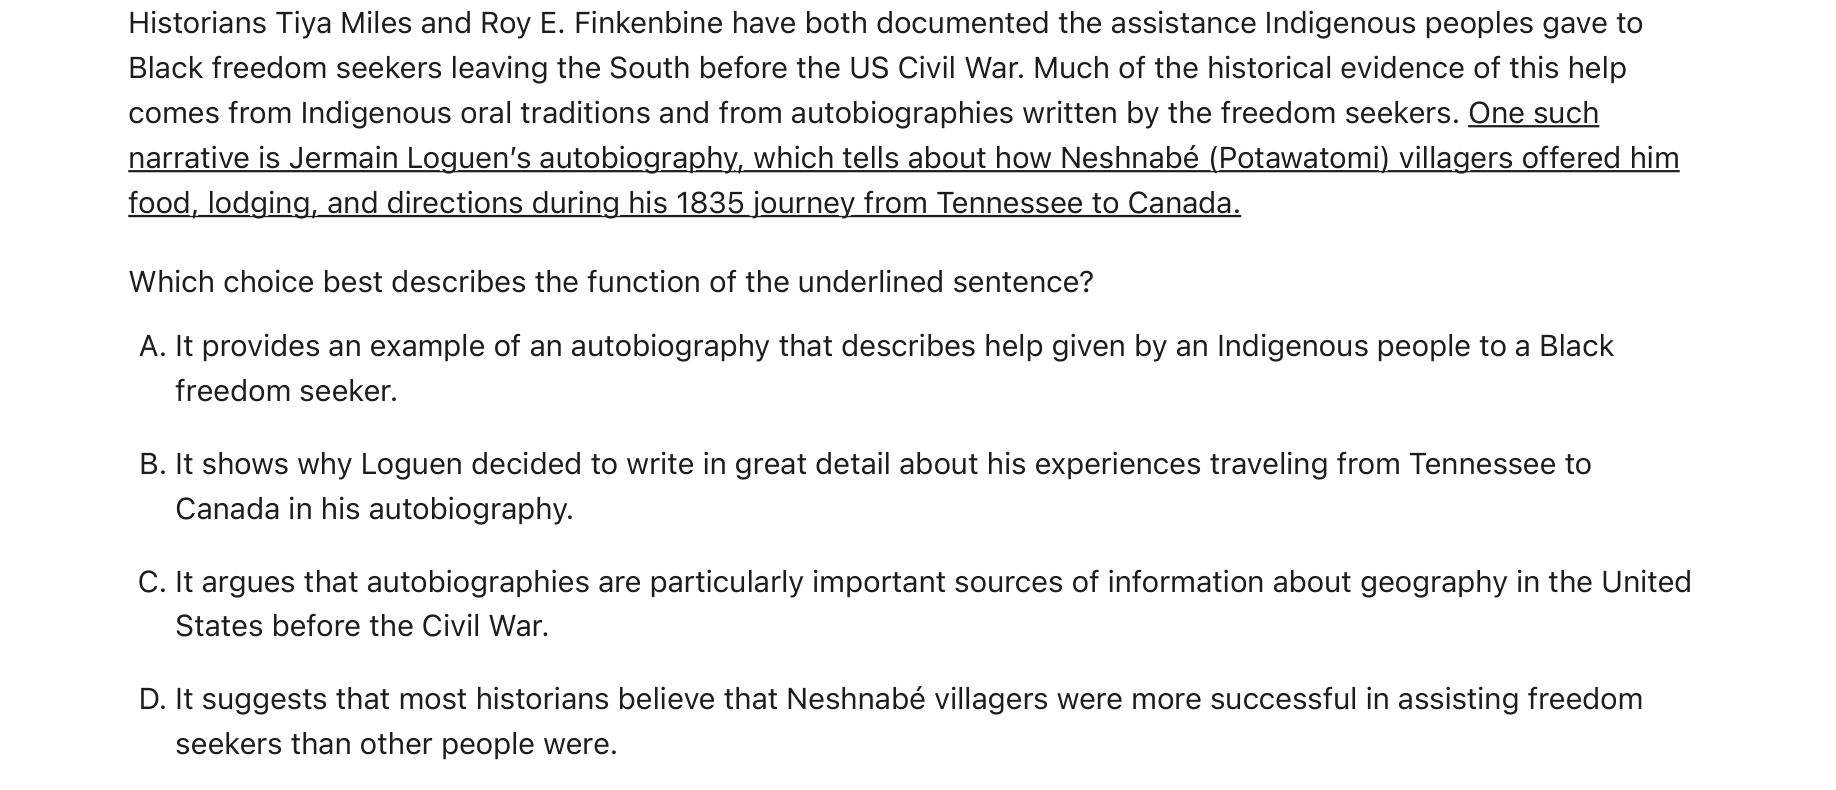 Historians Tiya Miles and Roy E. Finkenbine have both documented the assistance Indigenous peoples gave to
Black freedom seekers leaving the South before the US Civil War. Much of the historical evidence of this help
comes from Indigenous oral traditions and from autobiographies written by the freedom seekers. One such
narrative is Jermain Loguen’s autobiography, which tells about how Neshnabé (Potawatomi) villagers offered him
food, lodging, and directions during his 1835 journey from Tennessee to Canada.
Which choice best describes the function of the underlined sentence?
A. It provides an example of an autobiography that describes help given by an Indigenous people to a Black
freedom seeker.
B. It shows why Loguen decided to write in great detail about his experiences traveling from Tennessee to
Canada in his autobiography.
C. It argues that autobiographies are particularly important sources of information about geography in the United
States before the Civil War.
D. It suggests that most historians believe that Neshnabé villagers were more successful in assisting freedom
seekers than other people were.